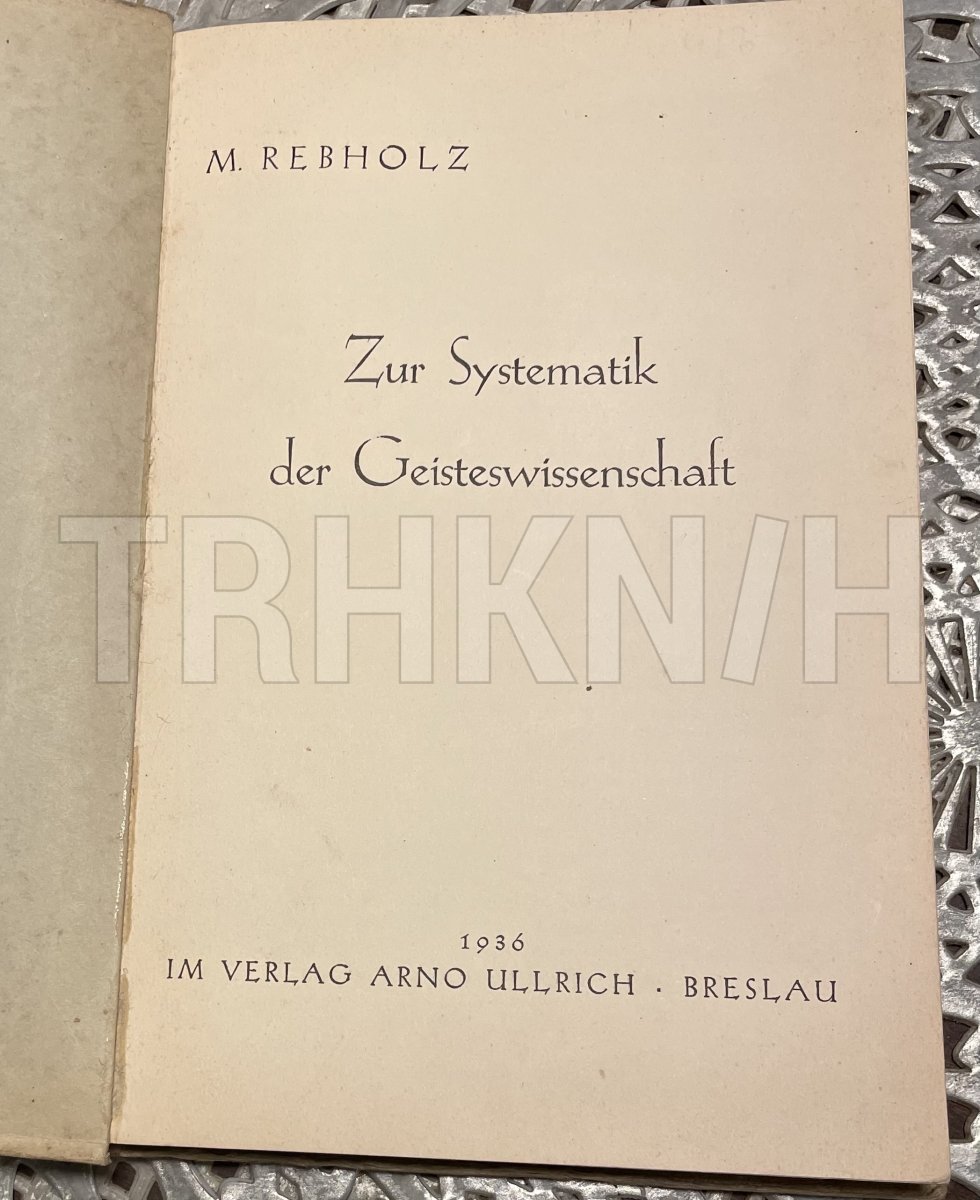 M. REBHOLZ
Zur Systematik
der Geisteswissenschaft
TRHKN/H
1936
IM VERLAG ARNO ULLRICH · BRESLAU